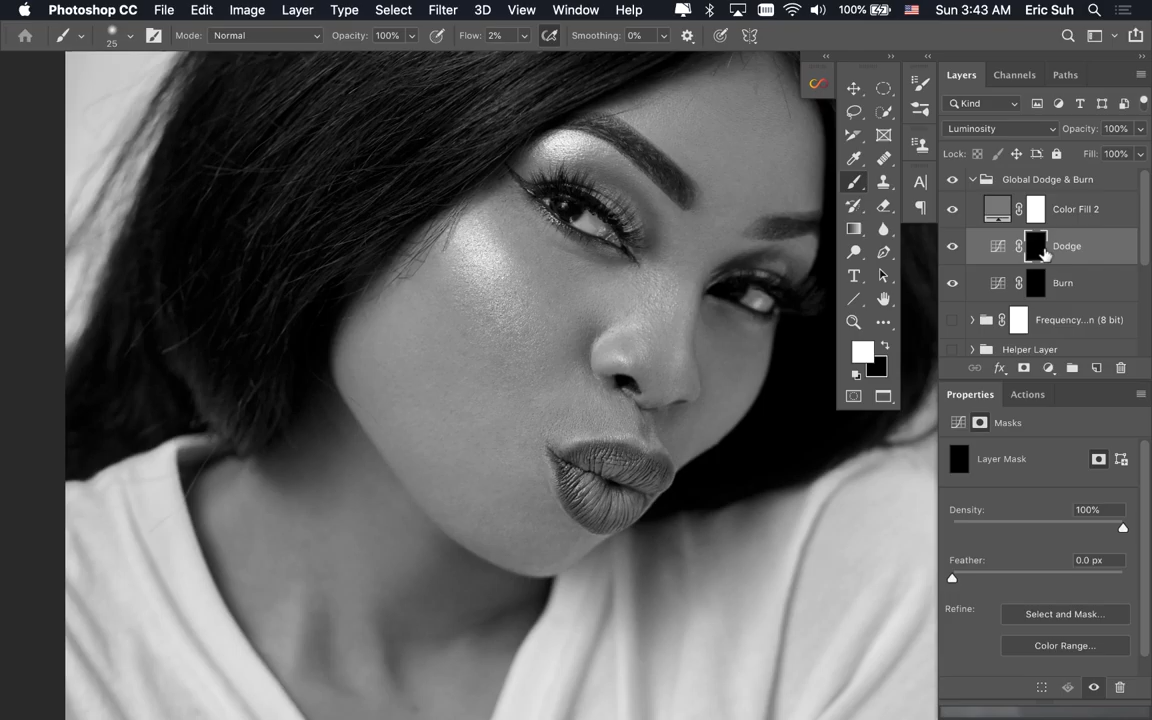 Photoshop CC File Edit Image Layer Type Select Filter 3D View Window Help 100% Sun 3:43 AM Eric Suh
25 Mode: Normal Opacity: 100% Flow: 2% Smoothing: 0%
Layers Channels Paths
Kind
Luminosity Opacity: 100%
Lock: Fill: 100%
Global Dodge & Burn
Color Fill 2
Dodge
Burn
Frequency...n (8 bit)
Helper Layer
fx
Properties Actions
Masks
Layer Mask
Density: 100%
Feather: 0.0 px
Refine: Select and Mask...
Color Range...